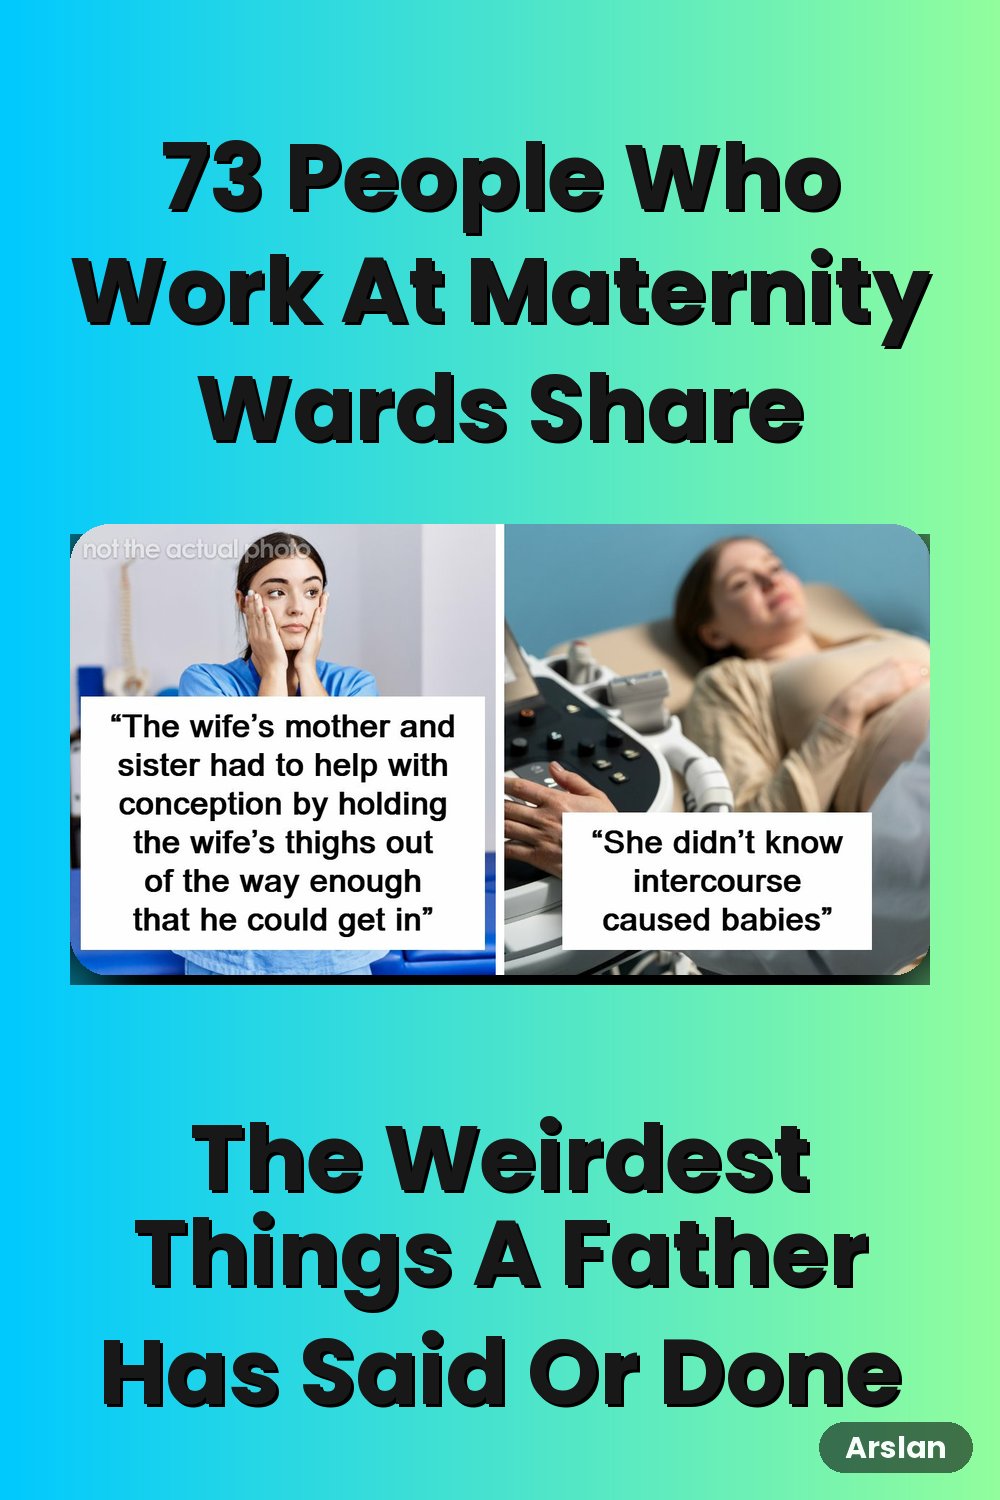 73 People Who
Work At Maternity
Wards Share
not the actual photo
“The wife’s mother and
sister had to help with
conception by holding
the wife’s thighs out
of the way enough
that he could get in”
“She didn’t know
intercourse
caused babies”
The Weirdest
Things A Father
Has Said Or Done
Arslan